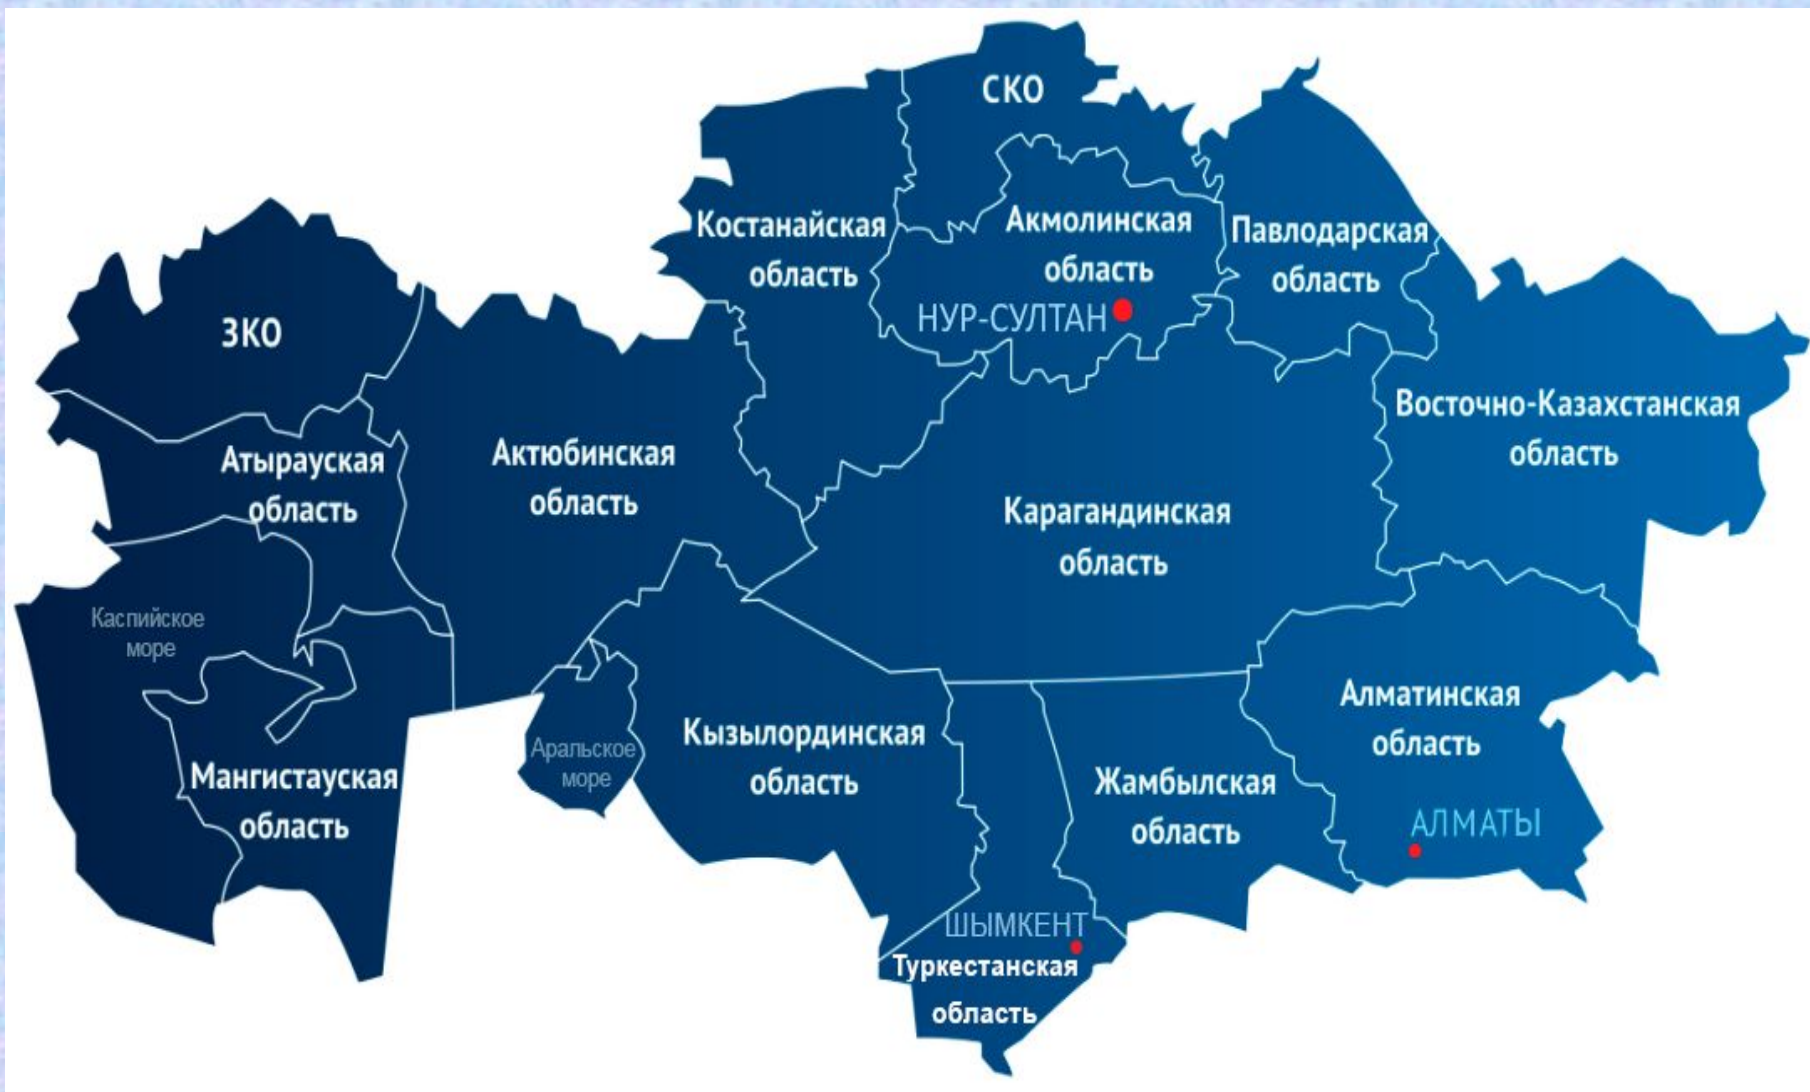 СКО
Костанайская
область
Акмолинская
область
НУР-СУЛТАН
Павлодарская
область
ЗКО
Восточно-Казахстанская
область
Атырауская
область
Актюбинская
область
Карагандинская
область
Каспийское
море
Мангистауская
область
Аральское
море
Кызылординская
область
Жамбылская
область
Алматинская
область
АЛМАТЫ
ШЫМКЕНТ
Туркестанская
область